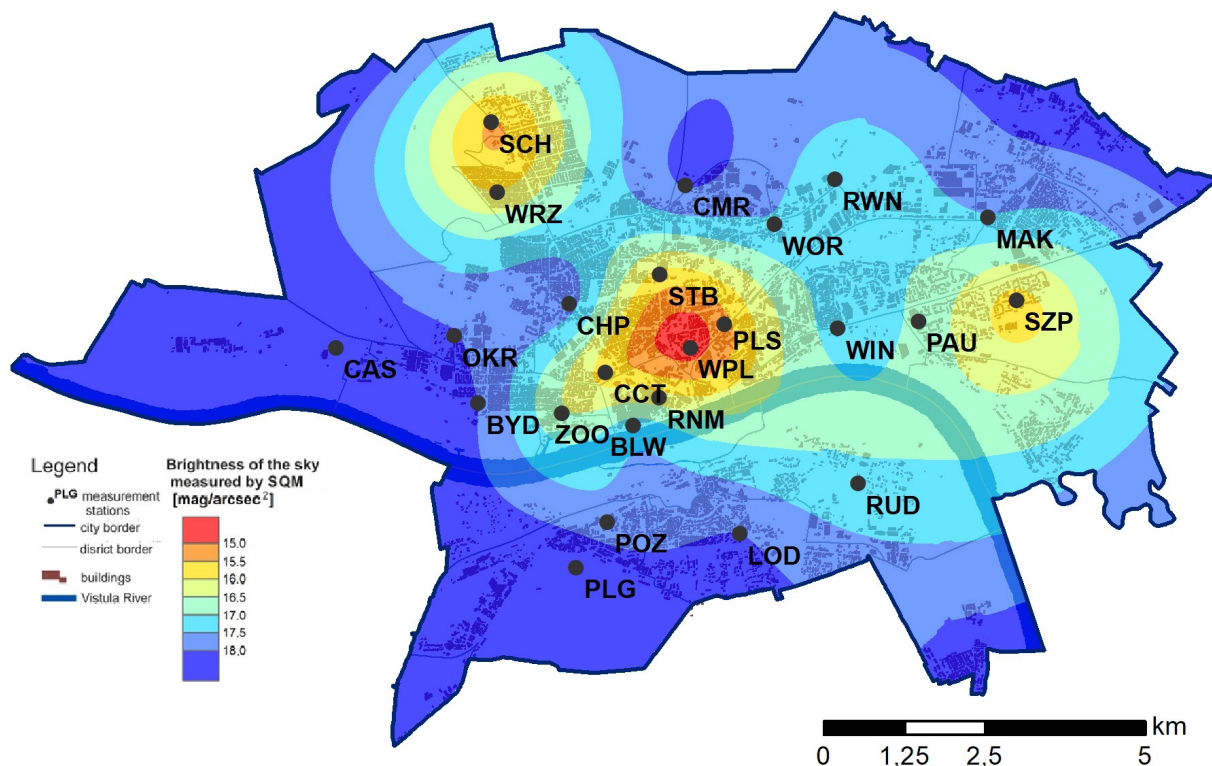 SCH
WRZ
CMR
RWN
WOR
MAK
STB
CHP
SZP
PLS
OKR
WIN
PAU
CAS
WPL
CCT
BYD
RNM
ZOO
BLW
RUD
POZ
LOD
PLG
Legend
PLG measurement
stations
city border
disrict border
buildings
Vistula River
Brightness of the sky
measured by SQM
[mag/arcsec²]
15.0
15.5
16.0
16.5
17.0
17.5
18.0
km
0 1,25 2,5 5